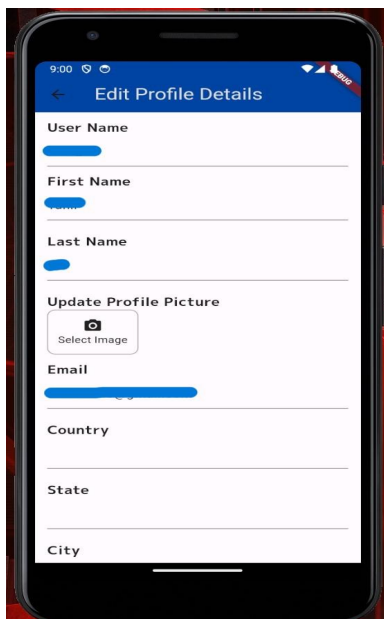 9:00
DEBUG
Edit Profile Details
User Name
First Name
Last Name
Update Profile Picture
Select Image
Email
Country
State
City